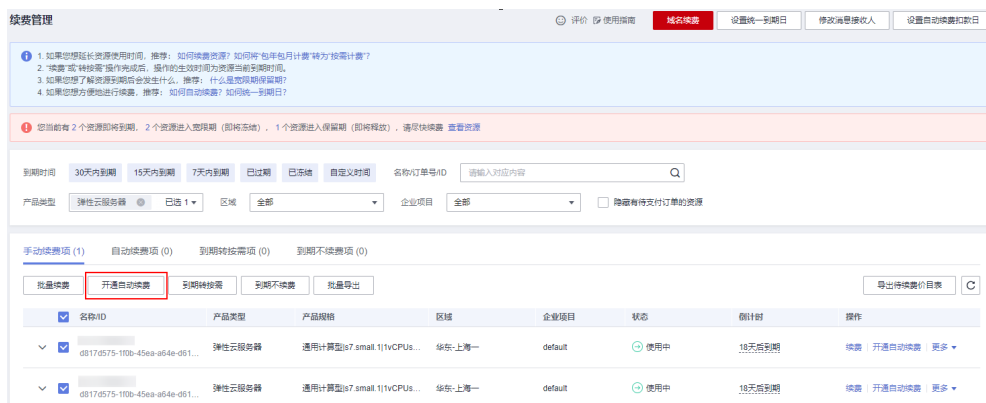 续费管理 评价 使用指南 域名续费 设置统一到期日 修改消息接收人 设置自动续费扣款日
1. 如果您想延长资源使用时间，推荐： 如何续费资源？如何将“包年包月计费”转为“按需计费”？
2. “续费”或“转按需”操作完成后，操作的生效时间为资源当前到期时间。
3. 如果您想了解资源到期后会发生什么，推荐： 什么是宽限期保留期？
4. 如果您想方便地进行续费，推荐： 如何自动续费？如何统一到期日？
您当前有 2 个资源即将到期， 2 个资源进入宽限期（即将冻结）， 1 个资源进入保留期（即将释放），请尽快续费 查看资源
到期时间 30天内到期 15天内到期 7天内到期 已过期 已冻结 自定义时间 名称/订单号/ID 请输入对应内容
产品类型 弹性云服务器 已选 1 区域 全部 企业项目 全部 隐藏有待支付订单的资源
手动续费项 (1) 自动续费项 (0) 到期转按需项 (0) 到期不续费项 (0)
批量续费 开通自动续费 到期转按需 到期不续费 批量导出 导出待续费价目表
名称/ID 产品类型 产品规格 区域 企业项目 状态 倒计时 操作
d817d575-1f0b-45ea-a64e-d61... 弹性云服务器 通用计算型|s7.small.1|1vCPUs... 华东-上海一 default 使用中 18天后到期 续费 开通自动续费 更多
d817d575-1f0b-45ea-a64e-d61... 弹性云服务器 通用计算型|s7.small.1|1vCPUs... 华东-上海一 default 使用中 18天后到期 续费 开通自动续费 更多